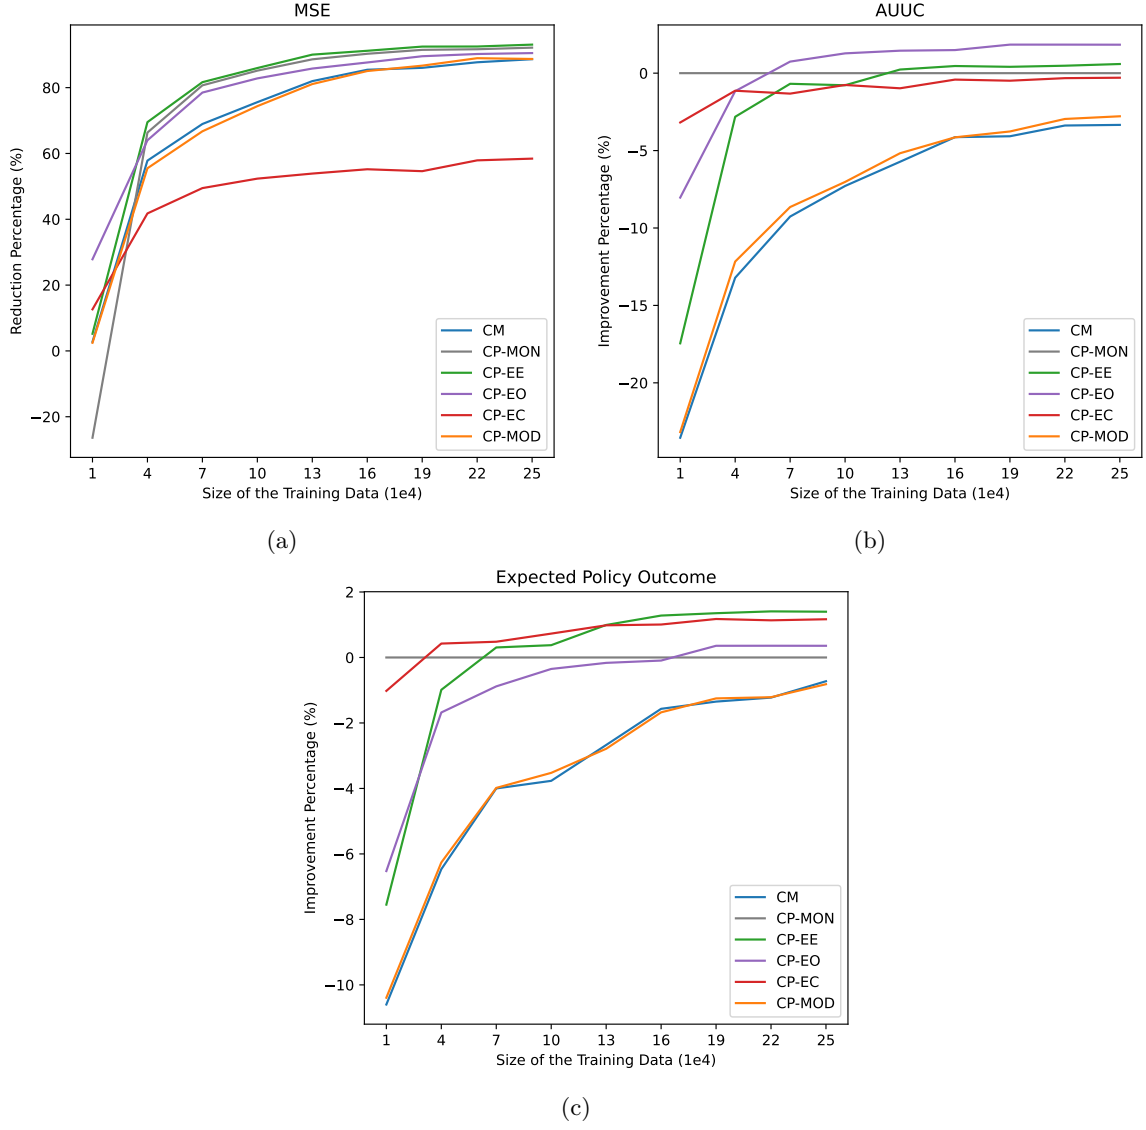 MSE
Reduction Percentage (%)
80
60
40
20
0
−20
1 4 7 10 13 16 19 22 25
Size of the Training Data (1e4)
CM
CP-MON
CP-EE
CP-EO
CP-EC
CP-MOD
(a)
AUUC
Improvement Percentage (%)
0
−5
−10
−15
−20
1 4 7 10 13 16 19 22 25
Size of the Training Data (1e4)
CM
CP-MON
CP-EE
CP-EO
CP-EC
CP-MOD
(b)
Expected Policy Outcome
Improvement Percentage (%)
2
0
−2
−4
−6
−8
−10
1 4 7 10 13 16 19 22 25
Size of the Training Data (1e4)
CM
CP-MON
CP-EE
CP-EO
CP-EC
CP-MOD
(c)